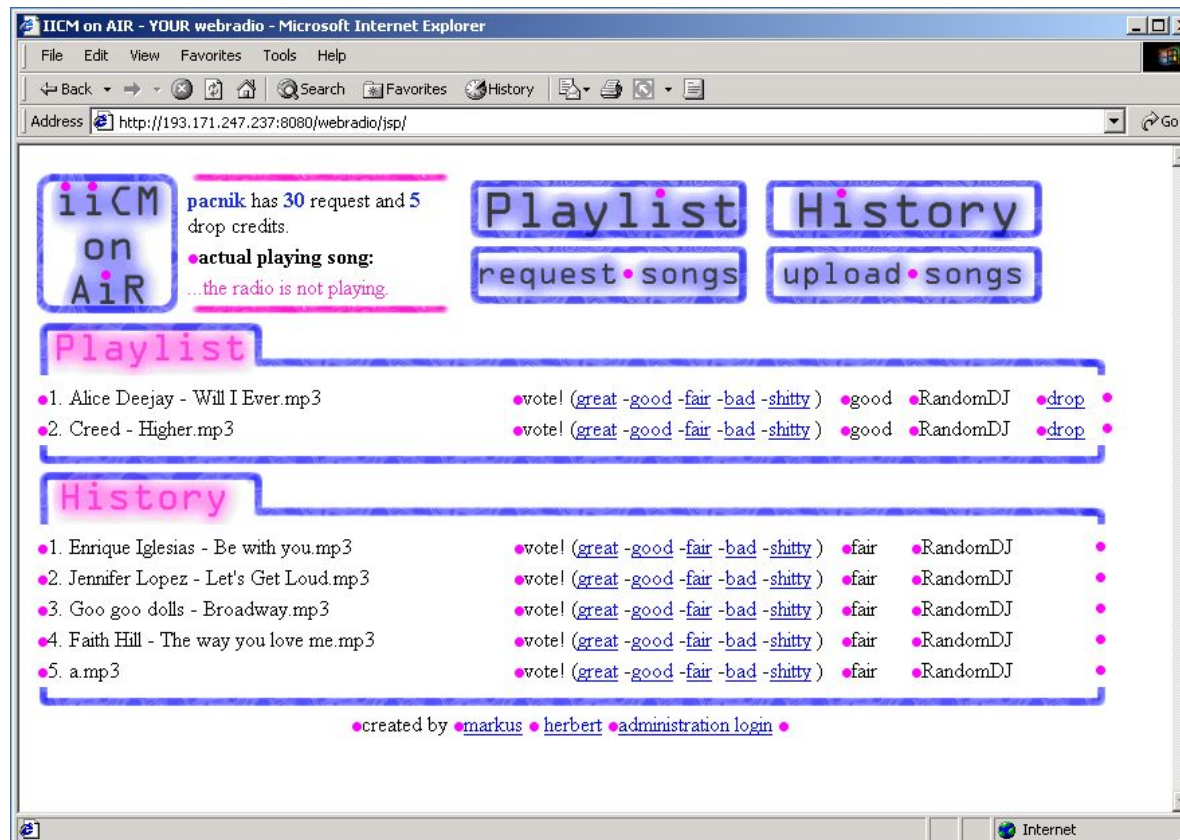 IICM on AIR - YOUR webradio - Microsoft Internet Explorer
File Edit View Favorites Tools Help
Back Search Favorites History
Address http://193.171.247.237:8080/webradio/jsp/ Go
iiCM
on
AiR
pacnik has 30 request and 5
drop credits.
actual playing song:
...the radio is not playing.
Playlist History
request songs upload songs
Playlist
1. Alice Deejay - Will I Ever.mp3 vote! (great -good -fair -bad -shitty ) good RandomDJ drop
2. Creed - Higher.mp3 vote! (great -good -fair -bad -shitty ) good RandomDJ drop
History
1. Enrique Iglesias - Be with you.mp3 vote! (great -good -fair -bad -shitty ) fair RandomDJ
2. Jennifer Lopez - Let's Get Loud.mp3 vote! (great -good -fair -bad -shitty ) fair RandomDJ
3. Goo goo dolls - Broadway.mp3 vote! (great -good -fair -bad -shitty ) fair RandomDJ
4. Faith Hill - The way you love me.mp3 vote! (great -good -fair -bad -shitty ) fair RandomDJ
5. a.mp3 vote! (great -good -fair -bad -shitty ) fair RandomDJ
created by markus herbert administration login
Internet